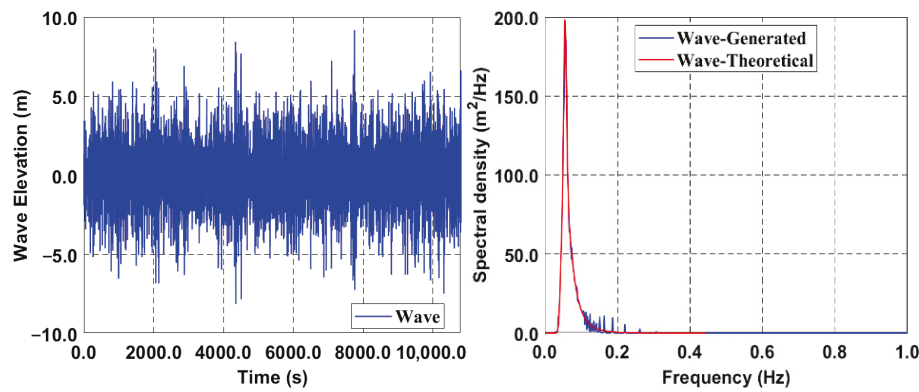 10.0
5.0
0.0
−5.0
−10.0
Wave Elevation (m)
0.0 2000.0 4000.0 6000.0 8000.0 10,000.0
Time (s)
Wave
200.0
150.0
100.0
50.0
0.0
Spectral density (m²/Hz)
0.0 0.2 0.4 0.6 0.8 1.0
Frequency (Hz)
Wave-Generated
Wave-Theoretical